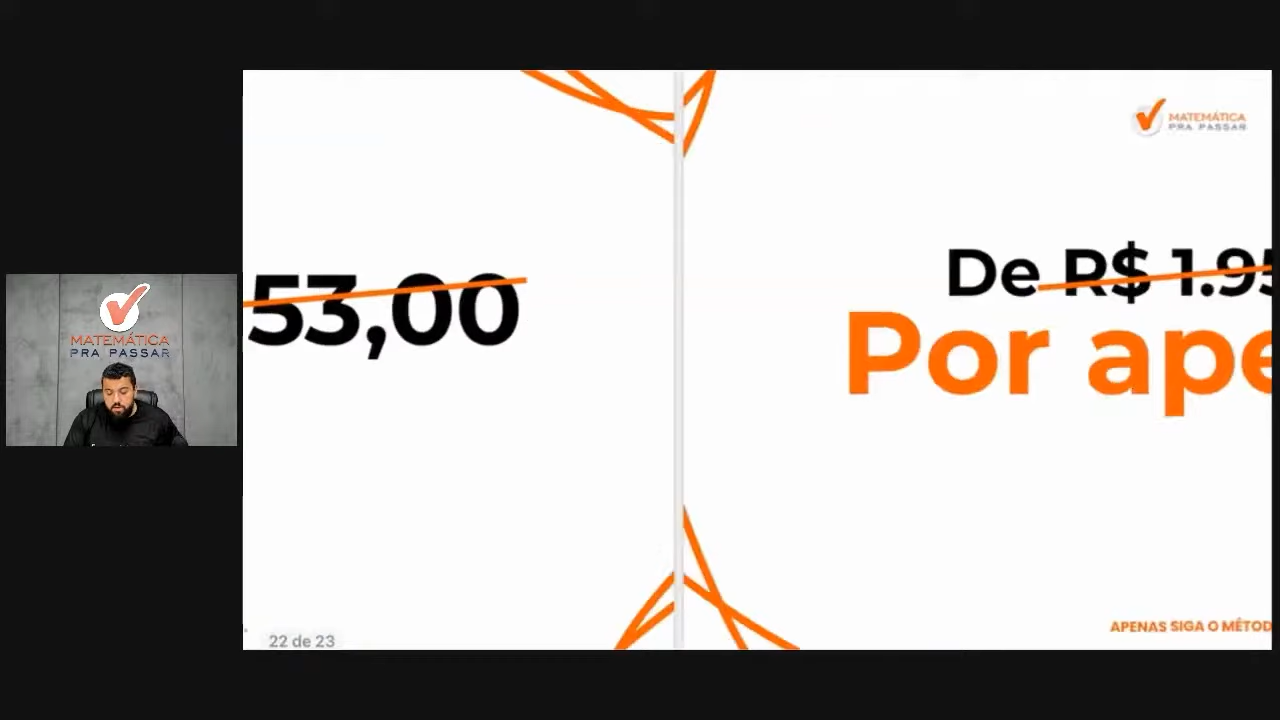 MATEMÁTICA
PRA PASSAR
53,00
22 de 23
MATEMÁTICA
PRA PASSAR
De R$ 1.95
Por ape
APENAS SIGA O MÉTOD